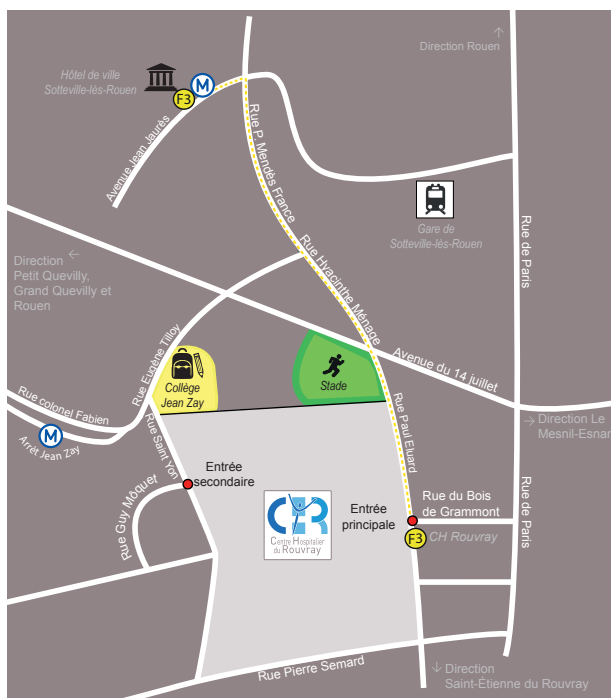 Direction Rouen
Hôtel de ville
Sotteville-lès-Rouen
M
F3
Avenue Jean Jaurès
Rue P. Mendès France
Gare de
Sotteville-lès-Rouen
Rue de Paris
Direction
Petit Quevilly,
Grand Quevilly et
Rouen
Rue Hyacinthe Ménage
Avenue du 14 juillet
Rue Eugène Tilloy
Collège
Jean Zay
Stade
Rue colonel Fabien
M
Arrêt Jean Zay
Rue Saint Yon
Rue Paul Eluard
Direction Le
Mesnil-Esnar
Entrée
secondaire
Rue Guy Môquet
CHR
Centre Hospitalier
du Rouvray
Entrée
principale
Rue du Bois
de Grammont
F3
CH Rouvray
Rue de Paris
Rue Pierre Semard
Direction
Saint-Étienne du Rouvray